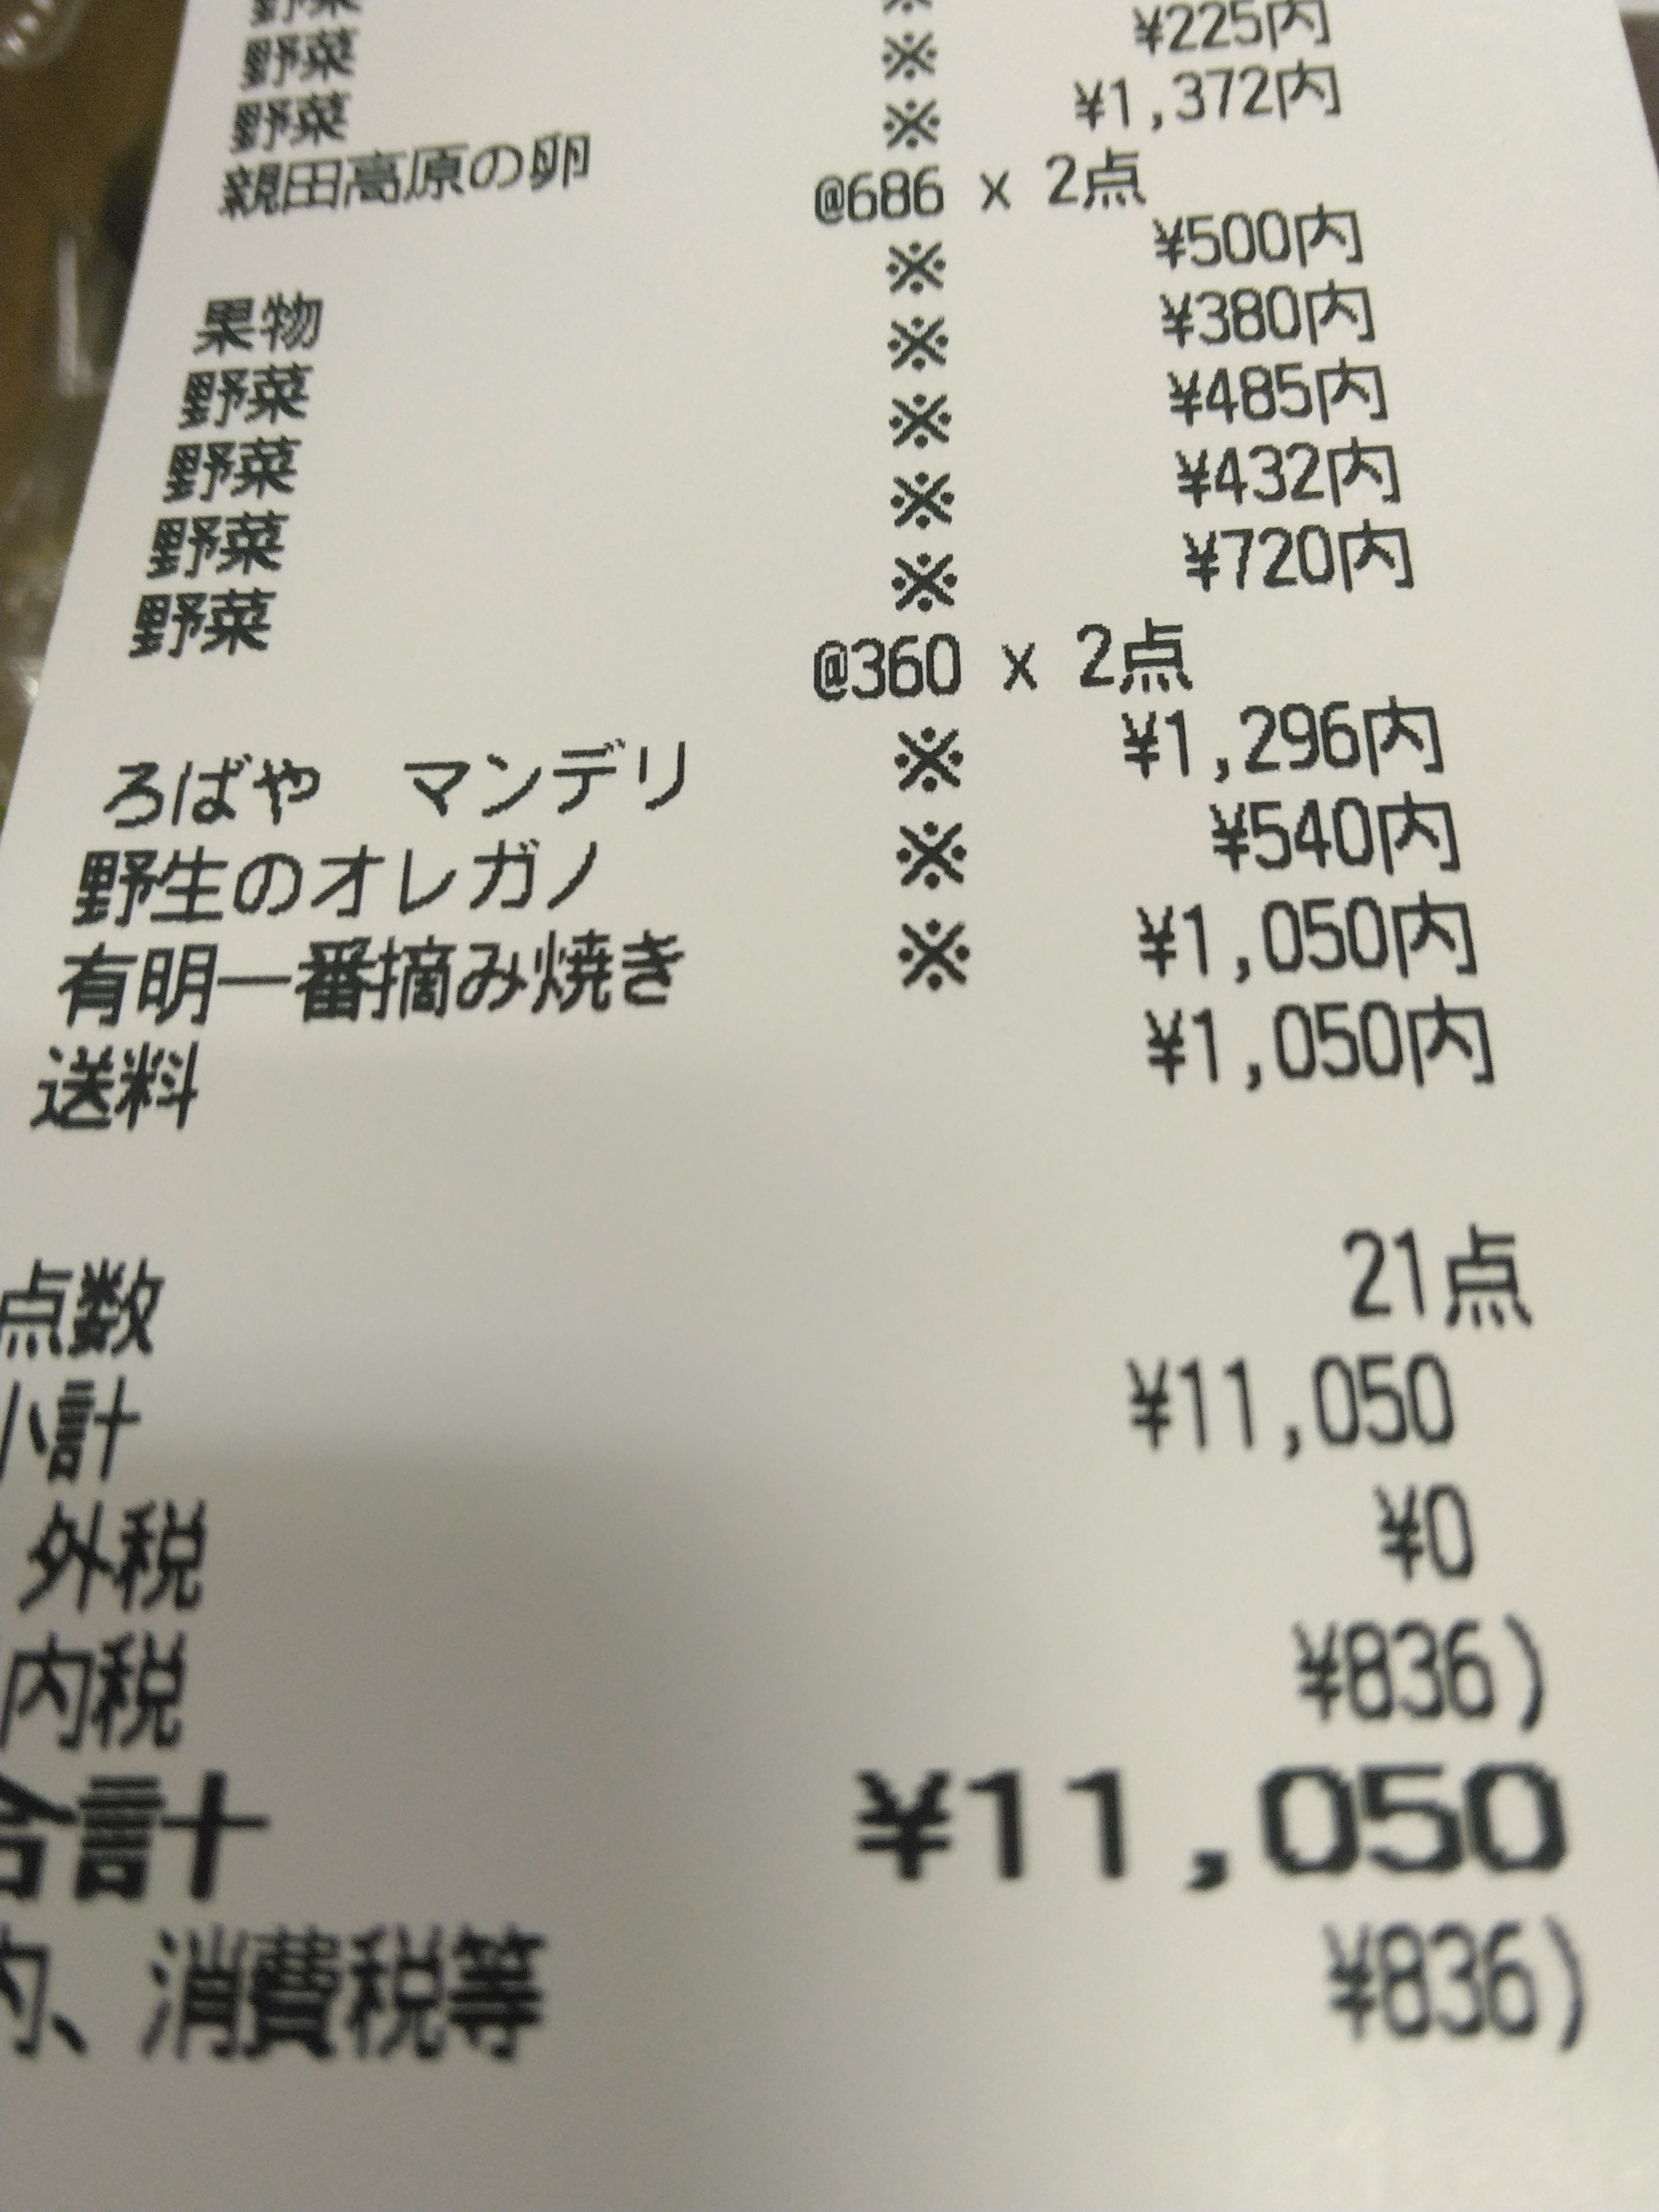 野菜
野菜 ※
野菜 ※ ¥225内
親田高原の卵 ※ ¥1,372内
@686 x 2点
果物 ※ ¥500内
野菜 ※ ¥380内
野菜 ※ ¥485内
野菜 ※ ¥432内
野菜 ※ ¥720内
@360 x 2点
ろばや　マンデリ ※ ¥1,296内
野生のオレガノ ※ ¥540内
有明一番摘み焼き ※ ¥1,050内
送料 ¥1,050内
点数 21点
小計 ¥11,050
外税 ¥0
内税 ¥836)
合計 ¥11,050
内、消費税等 ¥836)